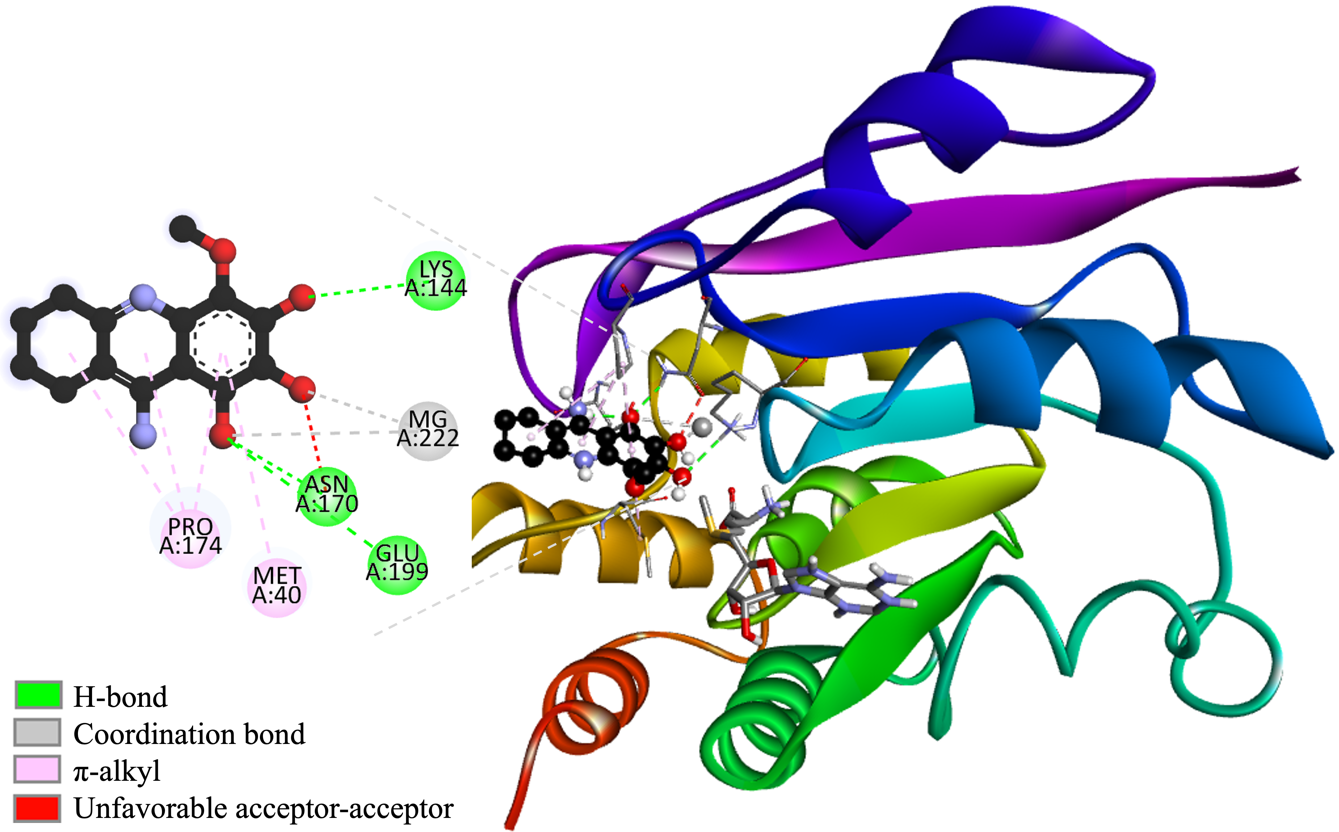 LYS
A:144
MG
A:222
ASN
A:170
PRO
A:174
GLU
A:199
MET
A:40
H-bond
Coordination bond
π-alkyl
Unfavorable acceptor-acceptor